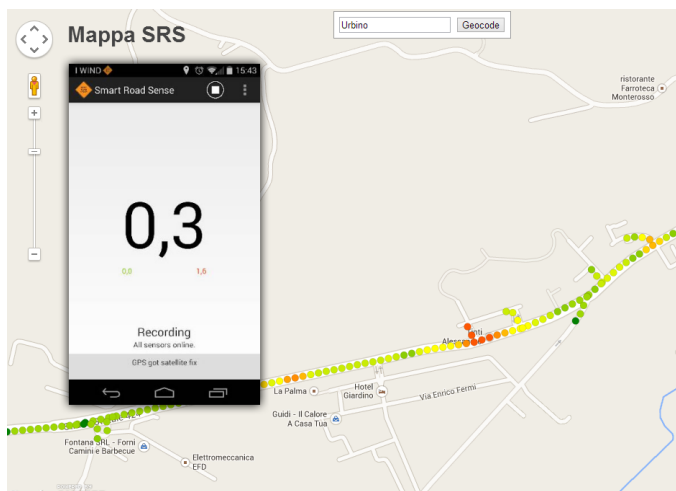 Mappa SRS
Urbino
Geocode
I WIND
15:43
Smart Road Sense
0,3
0,0
1,6
Recording
All sensors online.
GPS got satellite fix
ristorante
Farroteca
Monterosso
La Palma
Hotel
Giardino
Via Enrico Fermi
Guidi - Il Calore
A Casa Tua
Fontana SRL - Forni
Camini e Barbecue
Elettromeccanica
EFD